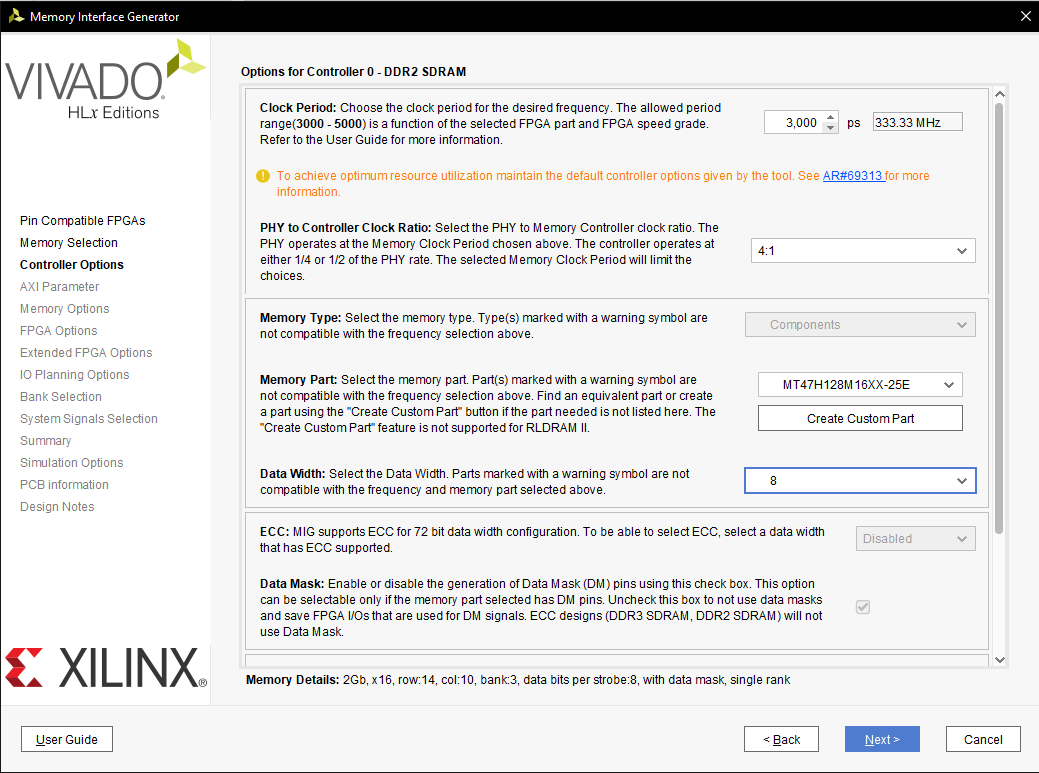 Memory Interface Generator
VIVADO.
HLx Editions
Pin Compatible FPGAs
Memory Selection
Controller Options
AXI Parameter
Memory Options
FPGA Options
Extended FPGA Options
IO Planning Options
Bank Selection
System Signals Selection
Summary
Simulation Options
PCB information
Design Notes
XILINX®
Options for Controller 0 - DDR2 SDRAM
Clock Period: Choose the clock period for the desired frequency. The allowed period
range(3000 - 5000) is a function of the selected FPGA part and FPGA speed grade.
Refer to the User Guide for more information.
3,000 ps 333.33 MHz
To achieve optimum resource utilization maintain the default controller options given by the tool. See AR#69313 for more
information.
PHY to Controller Clock Ratio: Select the PHY to Memory Controller clock ratio. The
PHY operates at the Memory Clock Period chosen above. The controller operates at
either 1/4 or 1/2 of the PHY rate. The selected Memory Clock Period will limit the
choices.
4:1
Memory Type: Select the memory type. Type(s) marked with a warning symbol are
not compatible with the frequency selection above.
Components
Memory Part: Select the memory part. Part(s) marked with a warning symbol are
not compatible with the frequency selection above. Find an equivalent part or create
a part using the "Create Custom Part" button if the part needed is not listed here. The
"Create Custom Part" feature is not supported for RLDRAM II.
MT47H128M16XX-25E
Create Custom Part
Data Width: Select the Data Width. Parts marked with a warning symbol are not
compatible with the frequency and memory part selected above.
8
ECC: MIG supports ECC for 72 bit data width configuration. To be able to select ECC, select a data width
that has ECC supported.
Disabled
Data Mask: Enable or disable the generation of Data Mask (DM) pins using this check box. This option
can be selectable only if the memory part selected has DM pins. Uncheck this box to not use data masks
and save FPGA I/Os that are used for DM signals. ECC designs (DDR3 SDRAM, DDR2 SDRAM) will not
use Data Mask.
Memory Details: 2Gb, x16, row:14, col:10, bank:3, data bits per strobe:8, with data mask, single rank
User Guide
< Back
Next >
Cancel